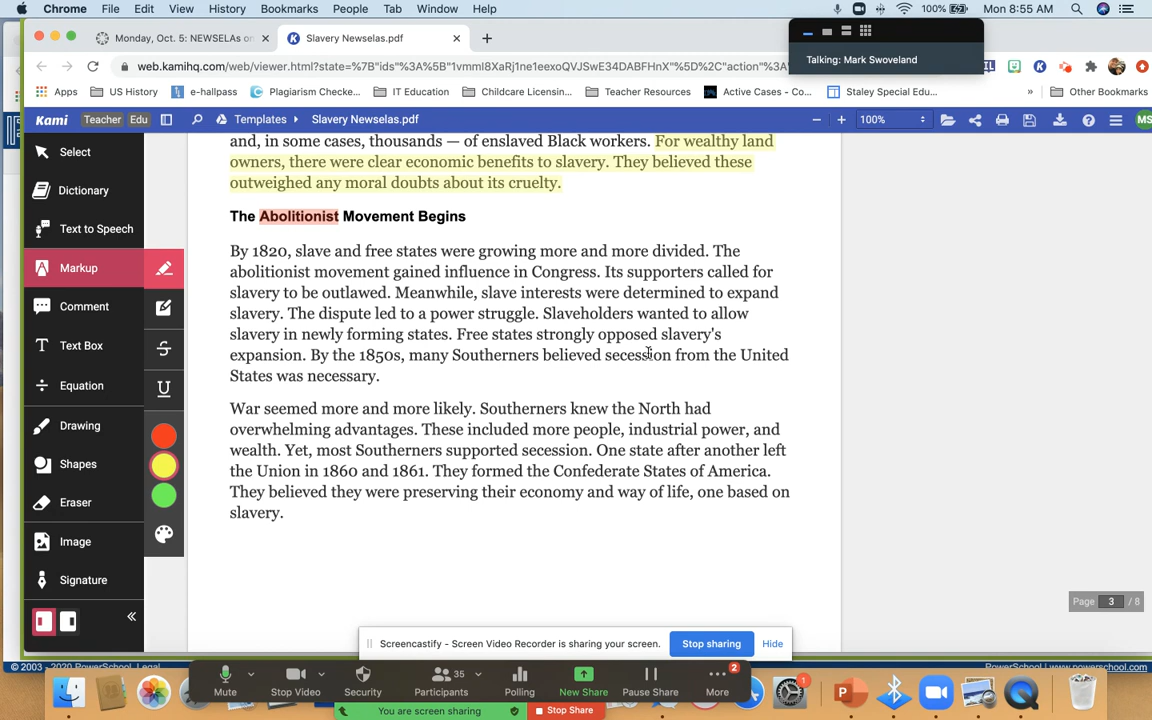 Chrome File Edit View History Bookmarks People Tab Window Help 100% Mon 8:55 AM
Monday, Oct. 5: NEWSELAs on
Slavery Newselas.pdf
Talking: Mark Swoveland
web.kamihq.com/web/viewer.html?state=%7B"ids"%3A%5B"1vmmI8XaRj1ne1eexoQVJSwE34DABFHnX"%5D%2C"action"%3A
Apps US History e-hallpass Plagiarism Checke... IT Education Childcare Licensin... Teacher Resources Active Cases - Co... Staley Special Edu... » Other Bookmarks
Kami Teacher Edu Templates Slavery Newselas.pdf 100% MS
Select
Dictionary
Text to Speech
Markup
Comment
Text Box
Equation
Drawing
Shapes
Eraser
Image
Signature
and, in some cases, thousands — of enslaved Black workers. For wealthy land
owners, there were clear economic benefits to slavery. They believed these
outweighed any moral doubts about its cruelty.
The Abolitionist Movement Begins
By 1820, slave and free states were growing more and more divided. The
abolitionist movement gained influence in Congress. Its supporters called for
slavery to be outlawed. Meanwhile, slave interests were determined to expand
slavery. The dispute led to a power struggle. Slaveholders wanted to allow
slavery in newly forming states. Free states strongly opposed slavery's
expansion. By the 1850s, many Southerners believed secession from the United
States was necessary.
War seemed more and more likely. Southerners knew the North had
overwhelming advantages. These included more people, industrial power, and
wealth. Yet, most Southerners supported secession. One state after another left
the Union in 1860 and 1861. They formed the Confederate States of America.
They believed they were preserving their economy and way of life, one based on
slavery.
Page 3 / 8
Screencastify - Screen Video Recorder is sharing your screen. Stop sharing Hide
© 2003 - 2020 PowerSchool, Legal
PowerSchool | www.powerschool.com
35 2
Mute Stop Video Security Participants Polling New Share Pause Share More
1
You are screen sharing Stop Share